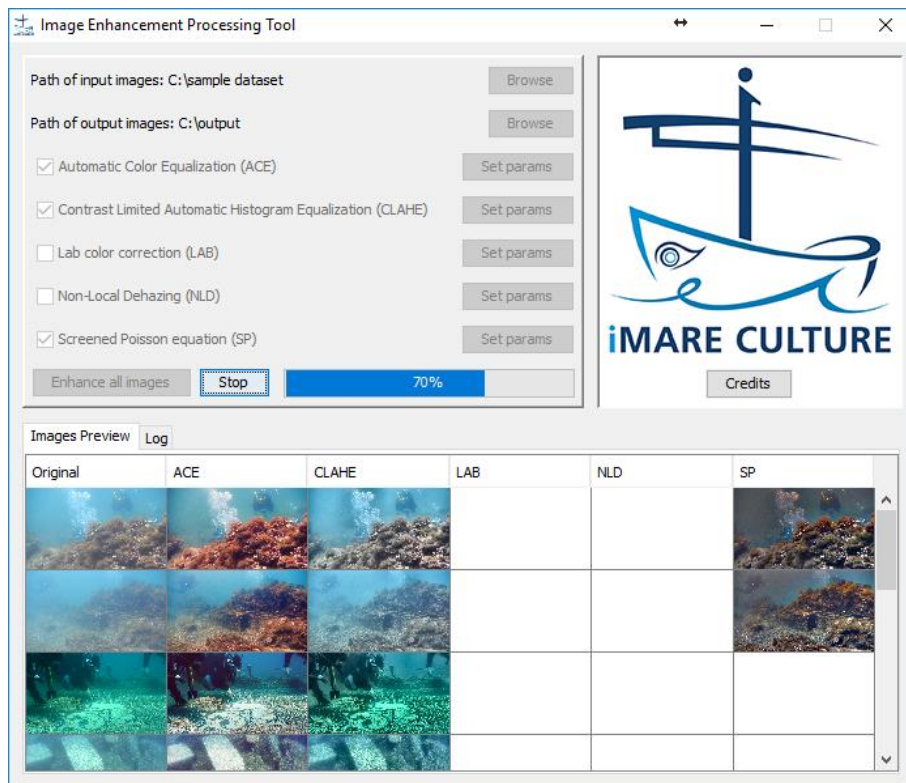 Image Enhancement Processing Tool
Path of input images: C:\sample dataset
Browse
Path of output images: C:\output
Browse
Automatic Color Equalization (ACE)
Set params
Contrast Limited Automatic Histogram Equalization (CLAHE)
Set params
Lab color correction (LAB)
Set params
Non-Local Dehazing (NLD)
Set params
Screened Poisson equation (SP)
Set params
Enhance all images
Stop
70%
iMARE CULTURE
Credits
Images Preview
Log
Original
ACE
CLAHE
LAB
NLD
SP